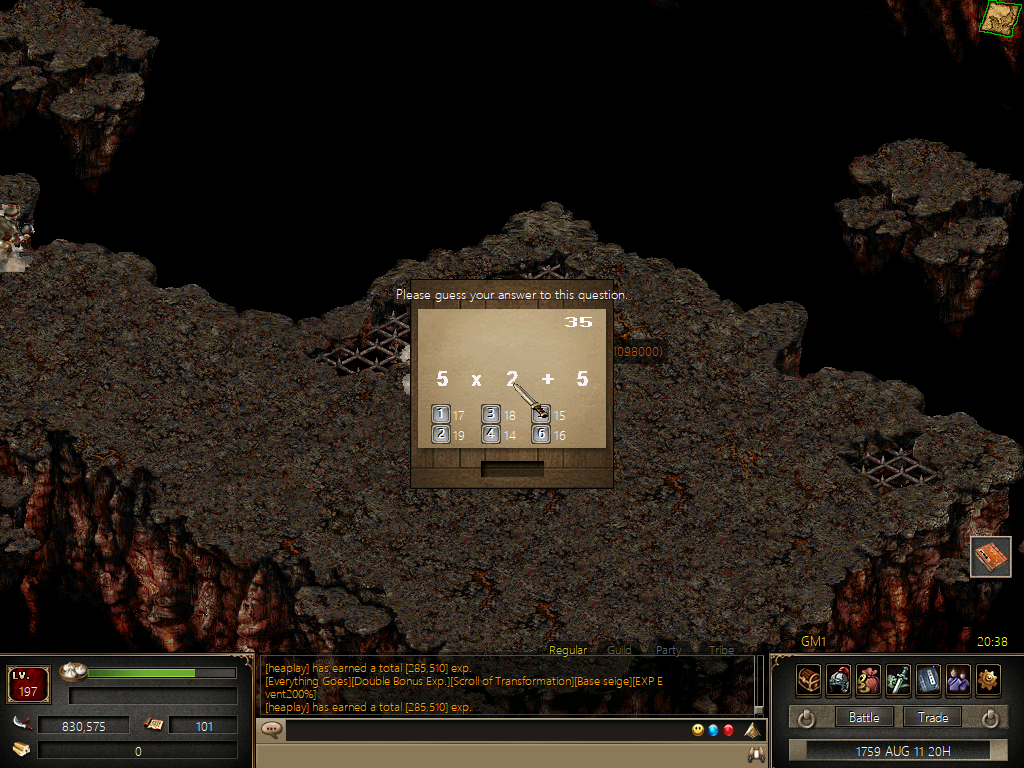 Please guess your answer to this question.
35
(098000)
5 x 2 + 5
1 17 3 18 15
2 19 4 14 6 16
GM1 20:38
Regular Guild Party Tribe
LV.
197
830,575 101
0
[heaplay] has earned a total [285,510] exp.
[Everything Goes][Double Bonus Exp.][Scroll of Transformation][Base seige][EXP E
vent200%]
[heaplay] has earned a total [285,510] exp.
Battle Trade
1759 AUG 11 20H